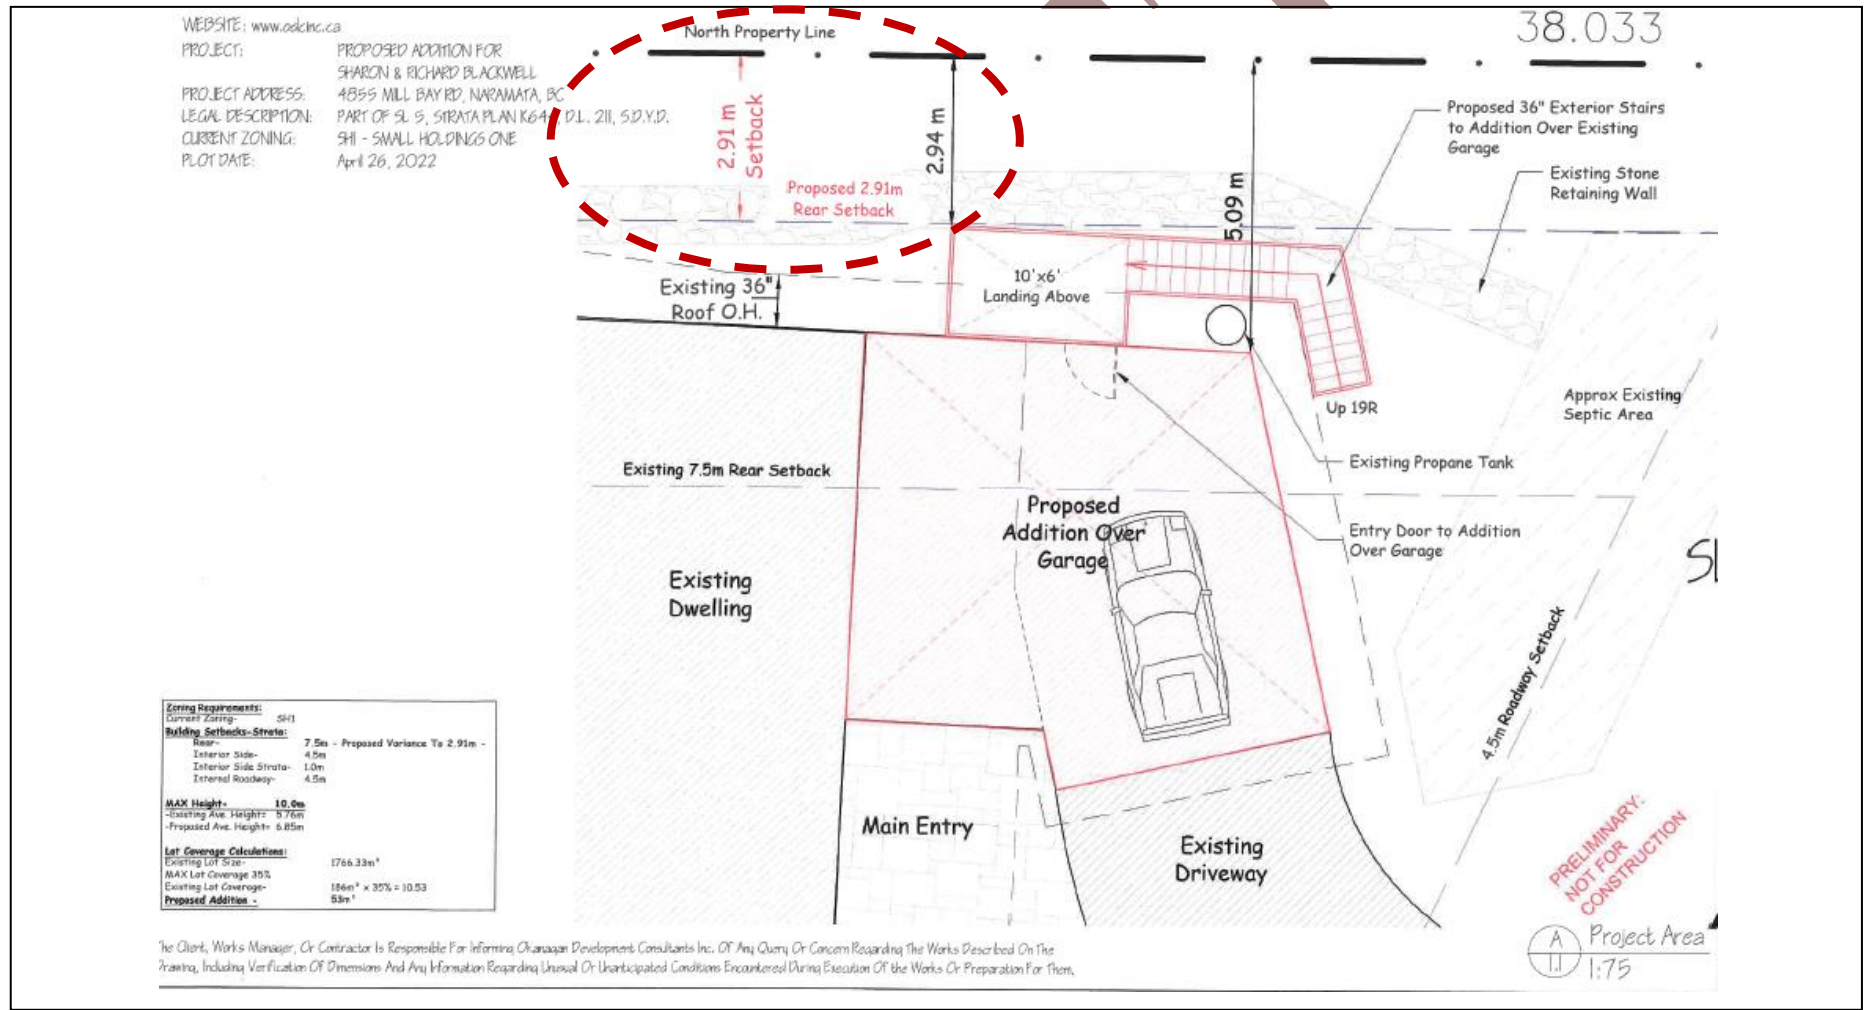 WEBSITE: www.odcinc.ca
PROJECT: PROPOSED ADDITION FOR
SHARON & RICHARD BLACKWELL
PROJECT ADDRESS: 4855 MILL BAY RD, NARAMATA, BC
LEGAL DESCRIPTION: PART OF SL 5, STRATA PLAN K64, D.L. 211, S.D.Y.D.
CURRENT ZONING: SH1 - SMALL HOLDINGS ONE
PLOT DATE: April 26, 2022
North Property Line
38.033
2.91 m
Setback
2.94 m
5.09 m
Proposed 2.91m
Rear Setback
Proposed 36" Exterior Stairs
to Addition Over Existing
Garage
Existing Stone
Retaining Wall
Existing 36"
Roof O.H.
10'x6'
Landing Above
Up 19R
Approx Existing
Septic Area
Existing Propane Tank
Existing 7.5m Rear Setback
Proposed
Addition Over
Garage
Entry Door to Addition
Over Garage
Existing
Dwelling
4.5m Roadway Setback
Main Entry
Existing
Driveway
Zoning Requirements:
Current Zoning- SH1
Building Setbacks-Strata:
Rear- 7.5m - Proposed Variance To 2.91m -
Interior Side- 4.5m
Interior Side Strata- 1.0m
Internal Roadway- 4.5m
MAX Height- 10.0m
-Existing Ave. Height= 5.76m
-Proposed Ave. Height= 6.85m
Lot Coverage Calculations:
Existing Lot Size- 1766.33m²
MAX Lot Coverage 35%
Existing Lot Coverage- 186m² x 35% = 10.53
Proposed Addition - 53m²
PRELIMINARY:
NOT FOR
CONSTRUCTION
A
1.1
Project Area
1:75
he Client, Works Manager, Or Contractor Is Responsible For Informing Okanagan Development Consultants Inc. Of Any Query Or Concern Regarding The Works Described On The
Drawing, Including Verification Of Dimensions And Any Information Regarding Unusual Or Unanticipated Conditions Encountered During Execution Of the Works Or Preparation For Them.